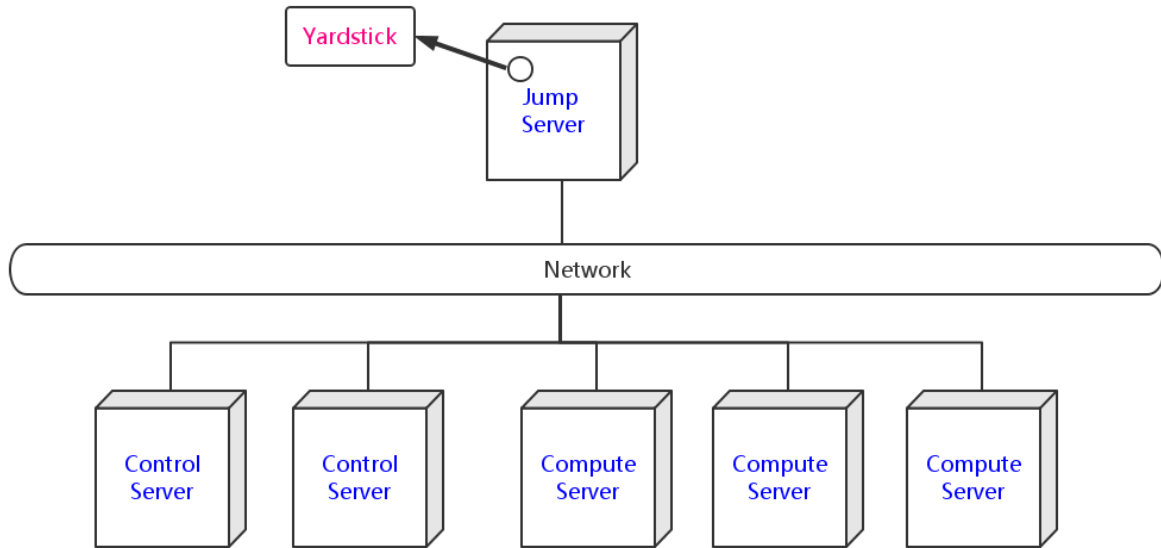 Yardstick
Jump
Server
Network
Control
Server
Control
Server
Compute
Server
Compute
Server
Compute
Server